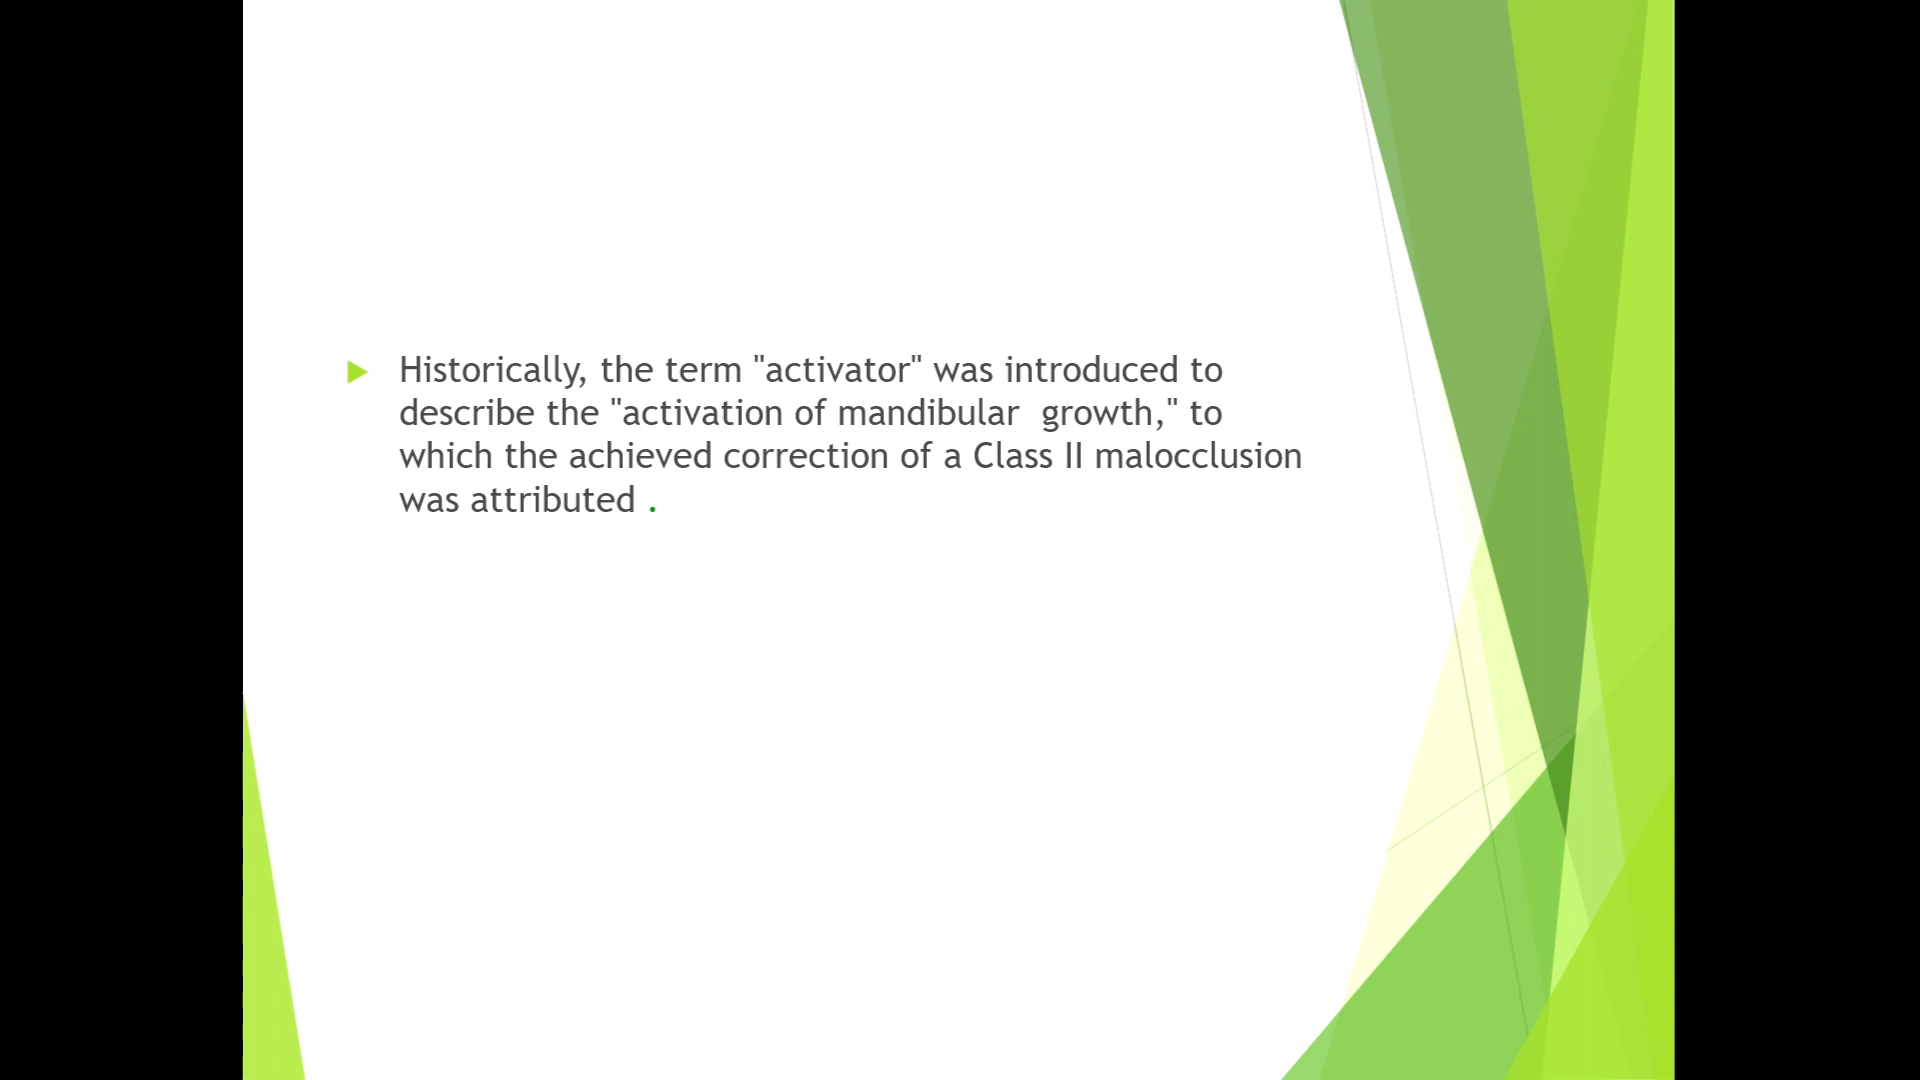 Historically, the term "activator" was introduced to
describe the "activation of mandibular  growth," to
which the achieved correction of a Class II malocclusion
was attributed .